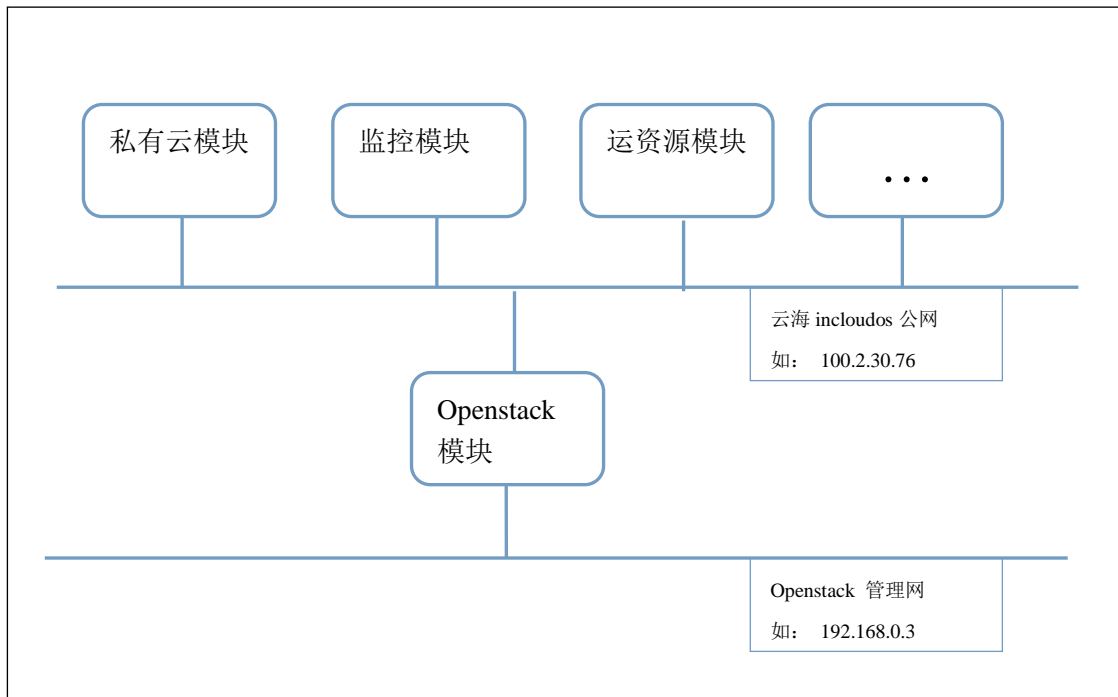 私有云模块
监控模块
运资源模块
...
云海 incloudos 公网
如： 100.2.30.76
Openstack
模块
Openstack 管理网
如： 192.168.0.3